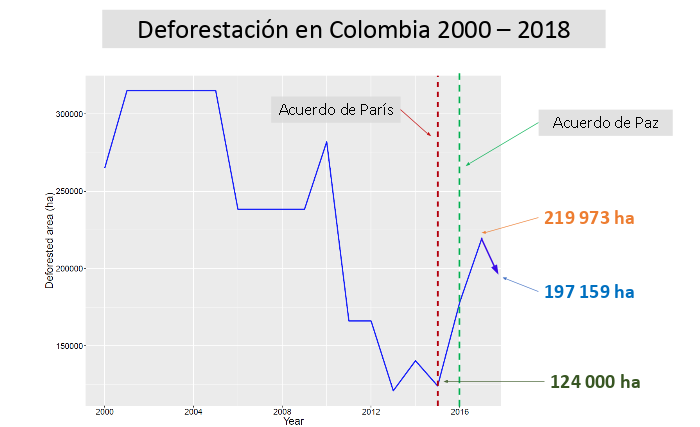 Deforestación en Colombia 2000 – 2018
Acuerdo de París
Acuerdo de Paz
300000
250000
200000
150000
Deforested area (ha)
219 973 ha
197 159 ha
124 000 ha
2000
2004
2008
2012
2016
Year